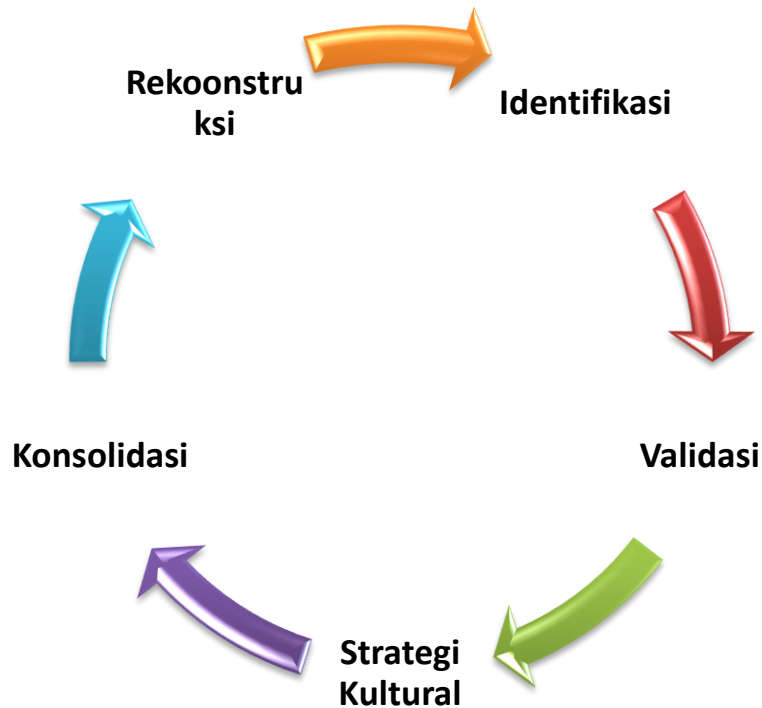 Rekoonstru
ksi
Identifikasi
Konsolidasi
Validasi
Strategi
Kultural